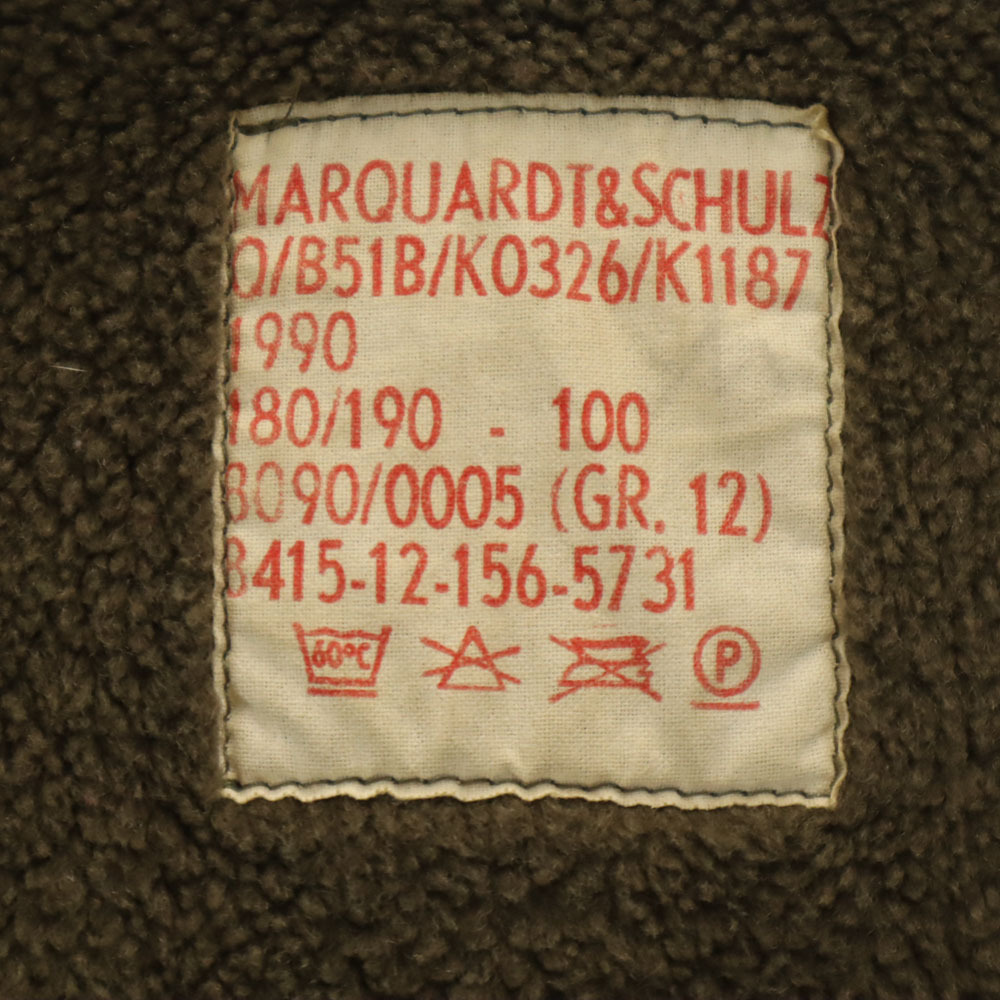 MARQUARDT&SCHULZ
Q/B51B/K0326/K1187
1990
180/190 - 100
8090/0005 (GR. 12)
8415-12-156-5731
60°C P